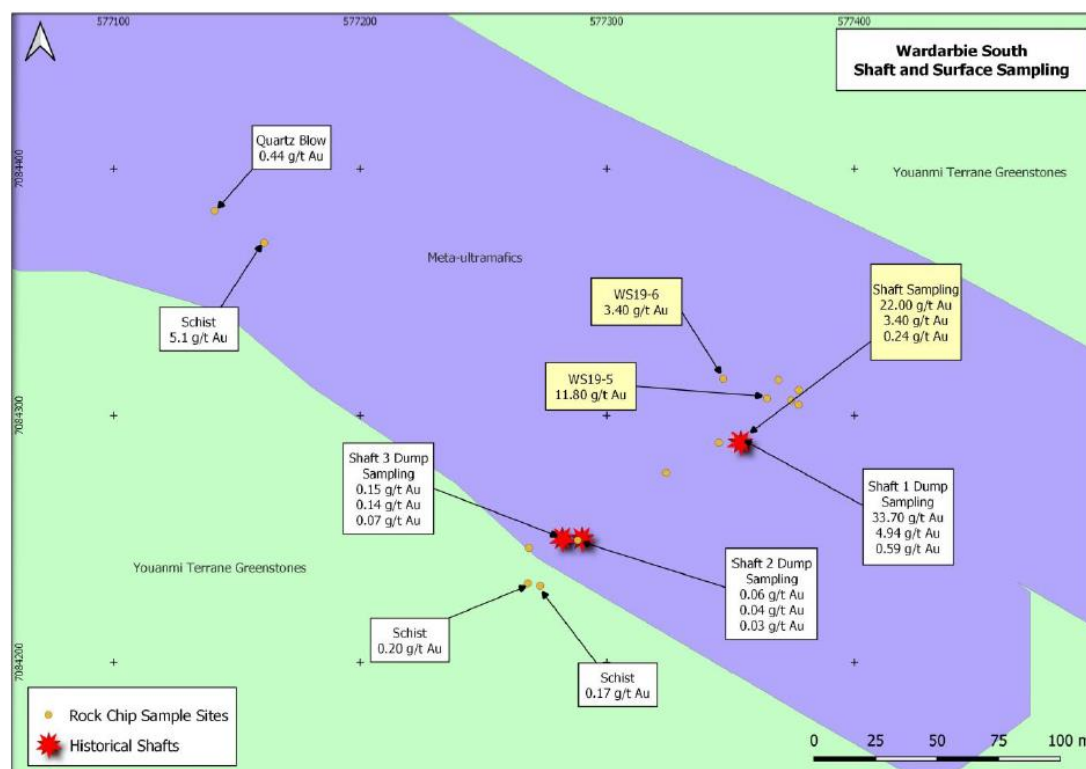 577100
577200
577300
577400
Wardarbie South
Shaft and Surface Sampling
Quartz Blow
0.44 g/t Au
7084400
Youanmi Terrane Greenstones
Meta-ultramafics
WS19-6
3.40 g/t Au
Shaft Sampling
22.00 g/t Au
3.40 g/t Au
0.24 g/t Au
Schist
5.1 g/t Au
WS19-5
11.80 g/t Au
7084300
Shaft 3 Dump
Sampling
0.15 g/t Au
0.14 g/t Au
0.07 g/t Au
Shaft 1 Dump
Sampling
33.70 g/t Au
4.94 g/t Au
0.59 g/t Au
Youanmi Terrane Greenstones
Shaft 2 Dump
Sampling
0.06 g/t Au
0.04 g/t Au
0.03 g/t Au
Schist
0.20 g/t Au
Schist
0.17 g/t Au
7084200
Rock Chip Sample Sites
Historical Shafts
0 25 50 75 100 m